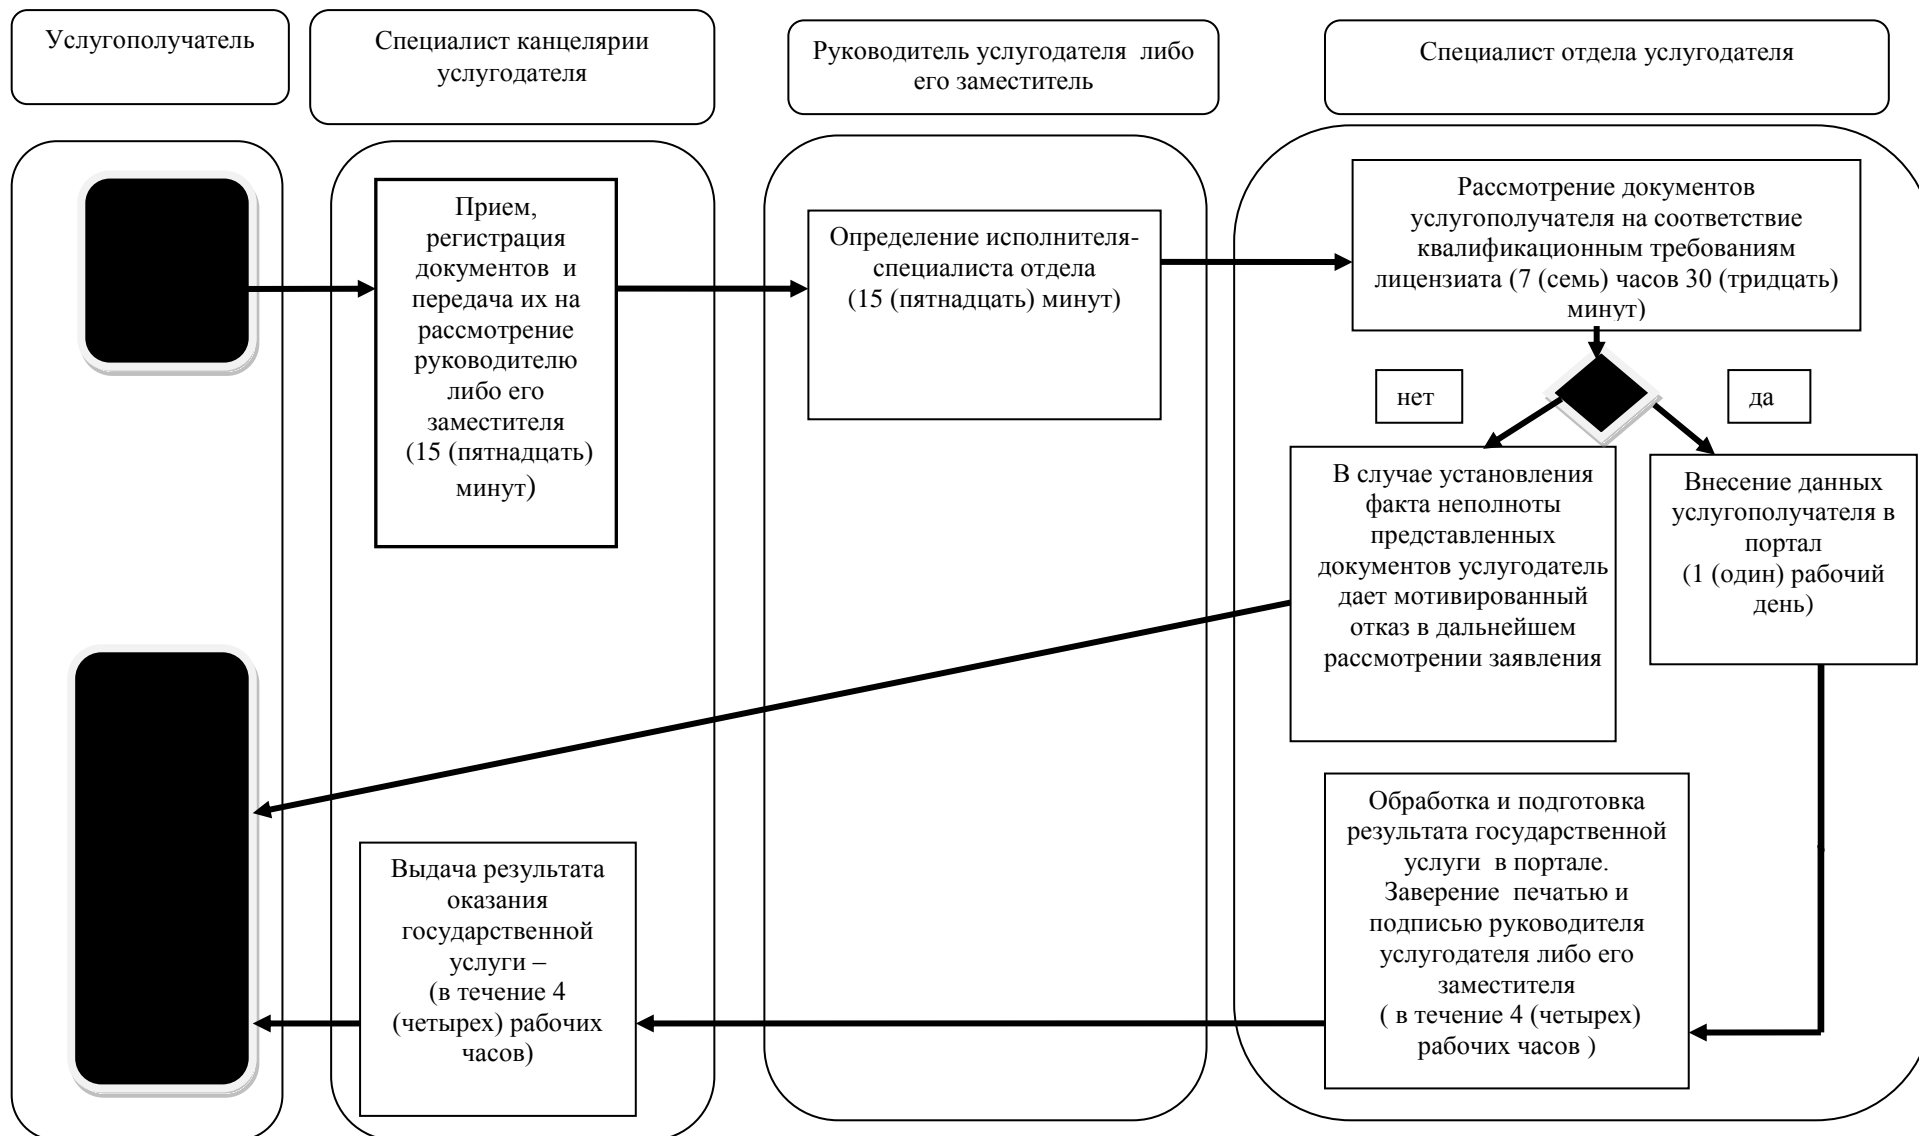 Услугополучатель
Специалист канцелярии
услугодателя
Руководитель услугодателя либо
его заместитель
Специалист отдела услугодателя
Прием,
регистрация
документов и
передача их на
рассмотрение
руководителю
либо его
заместителя
(15 (пятнадцать)
минут)
Определение исполнителя-
специалиста отдела
(15 (пятнадцать) минут)
Рассмотрение документов
услугополучателя на соответствие
квалификационным требованиям
лицензиата (7 (семь) часов 30 (тридцать)
минут)
нет
да
В случае установления
факта неполноты
представленных
документов услугодатель
дает мотивированный
отказ в дальнейшем
рассмотрении заявления
Внесение данных
услугополучателя в
портал
(1 (один) рабочий
день)
Обработка и подготовка
результата государственной
услуги в портале.
Заверение печатью и
подписью руководителя
услугодателя либо его
заместителя
( в течение 4 (четырех)
рабочих часов )
Выдача результата
оказания
государственной
услуги –
(в течение 4
(четырех) рабочих
часов)